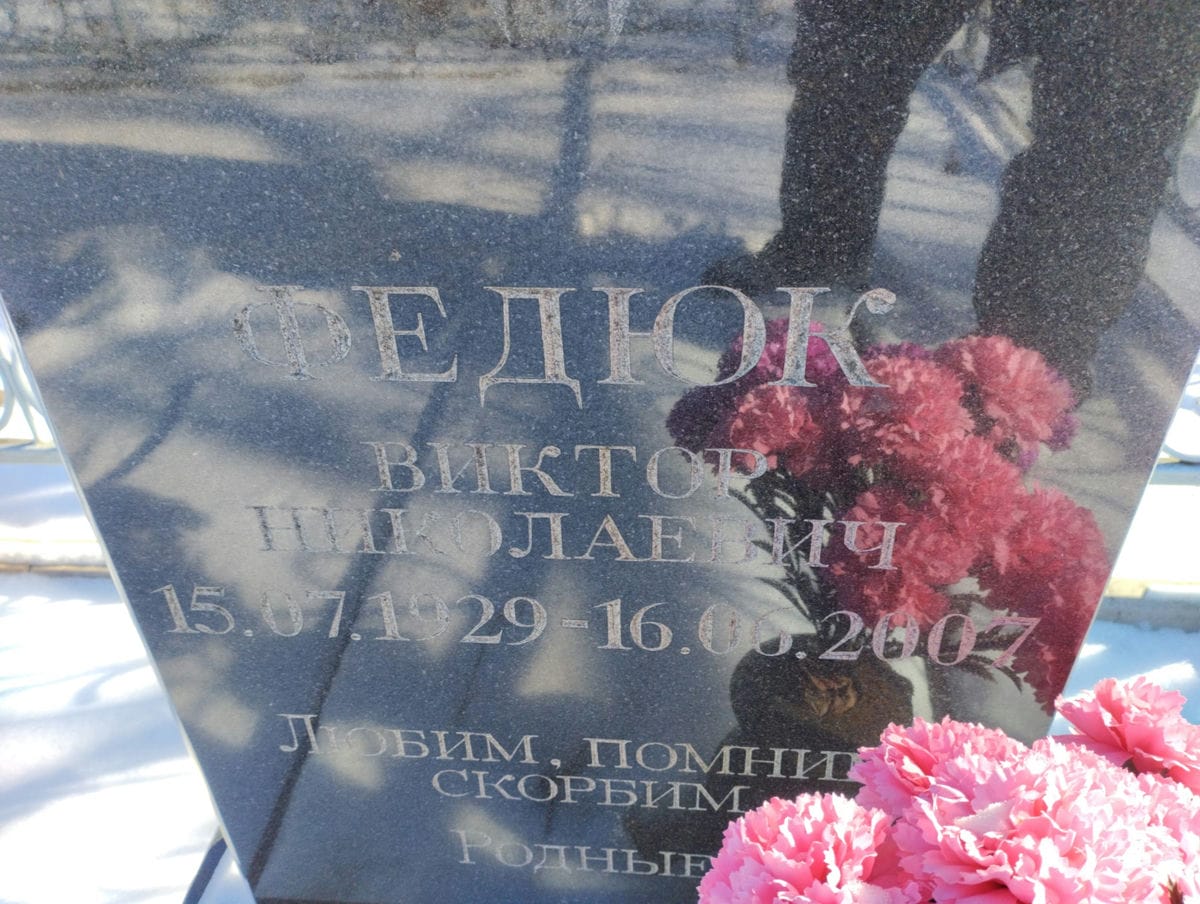 ФЕДЮК
ВИКТОР
НИКОЛАЕВИЧ
15.07.1929 - 16.06.2007
Любим, помним
скорбим
Родные